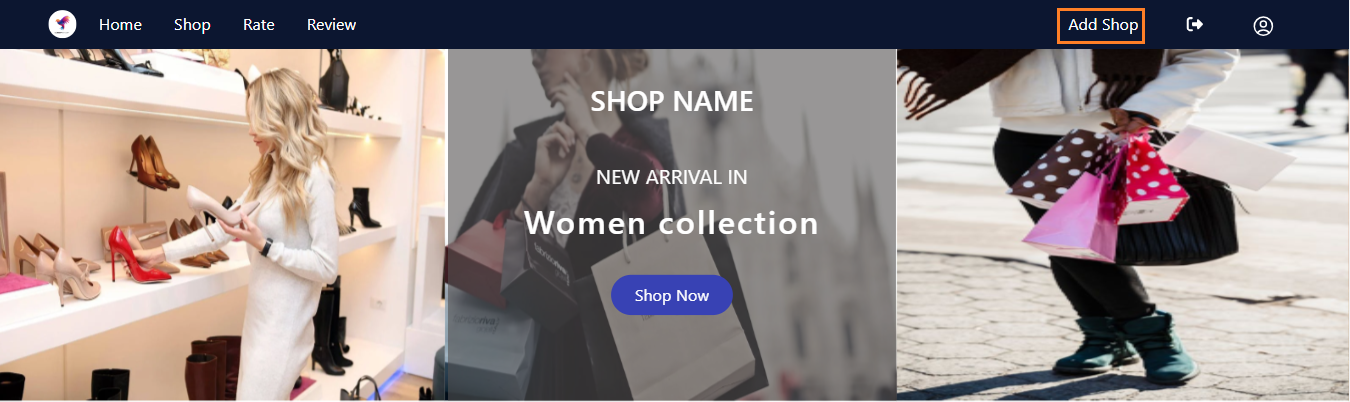 Home Shop Rate Review Add Shop
SHOP NAME
NEW ARRIVAL IN
Women collection
Shop Now